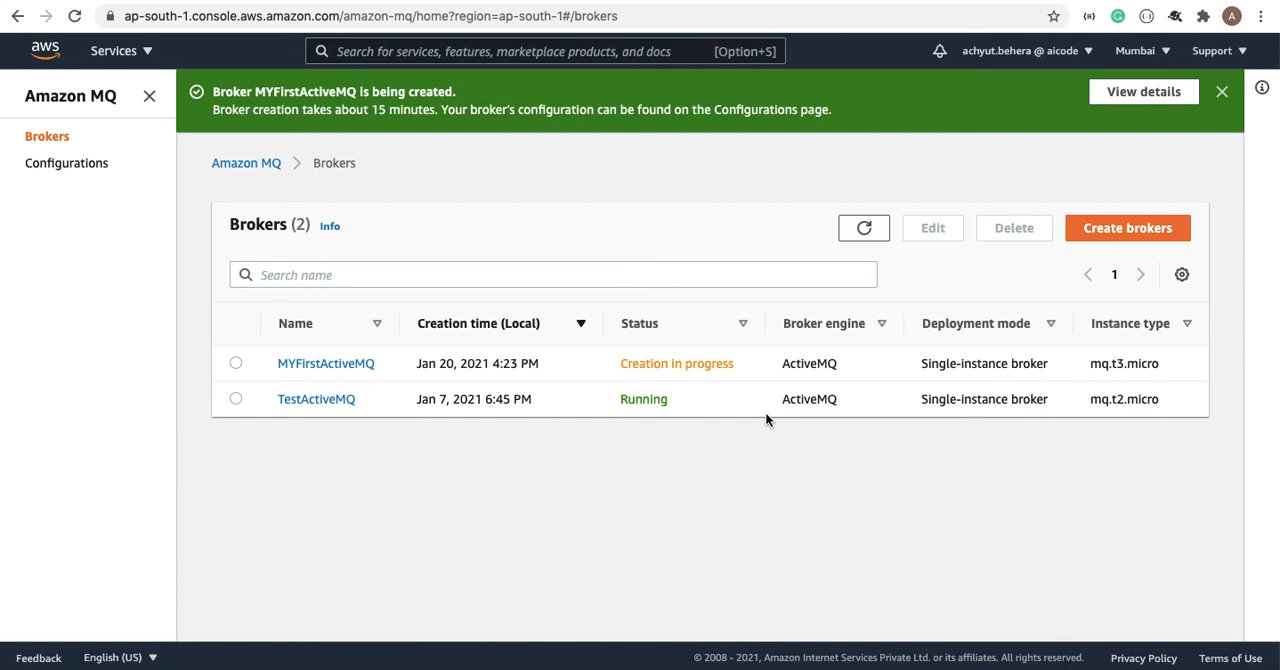 ap-south-1.console.aws.amazon.com/amazon-mq/home?region=ap-south-1#/brokers
A
aws
Services
Search for services, features, marketplace products, and docs
[Option+S]
achyut.behera @ aicode
Mumbai
Support
Amazon MQ
Broker MYFirstActiveMQ is being created.
Broker creation takes about 15 minutes. Your broker's configuration can be found on the Configurations page.
View details
Brokers
Configurations
Amazon MQ
Brokers
Brokers (2) Info
Edit
Delete
Create brokers
Search name
1
Name Creation time (Local) Status Broker engine Deployment mode Instance type
MYFirstActiveMQ Jan 20, 2021 4:23 PM Creation in progress ActiveMQ Single-instance broker mq.t3.micro
TestActiveMQ Jan 7, 2021 6:45 PM Running ActiveMQ Single-instance broker mq.t2.micro
Feedback
English (US)
© 2008 - 2021, Amazon Internet Services Private Ltd. or its affiliates. All rights reserved.
Privacy Policy
Terms of Use